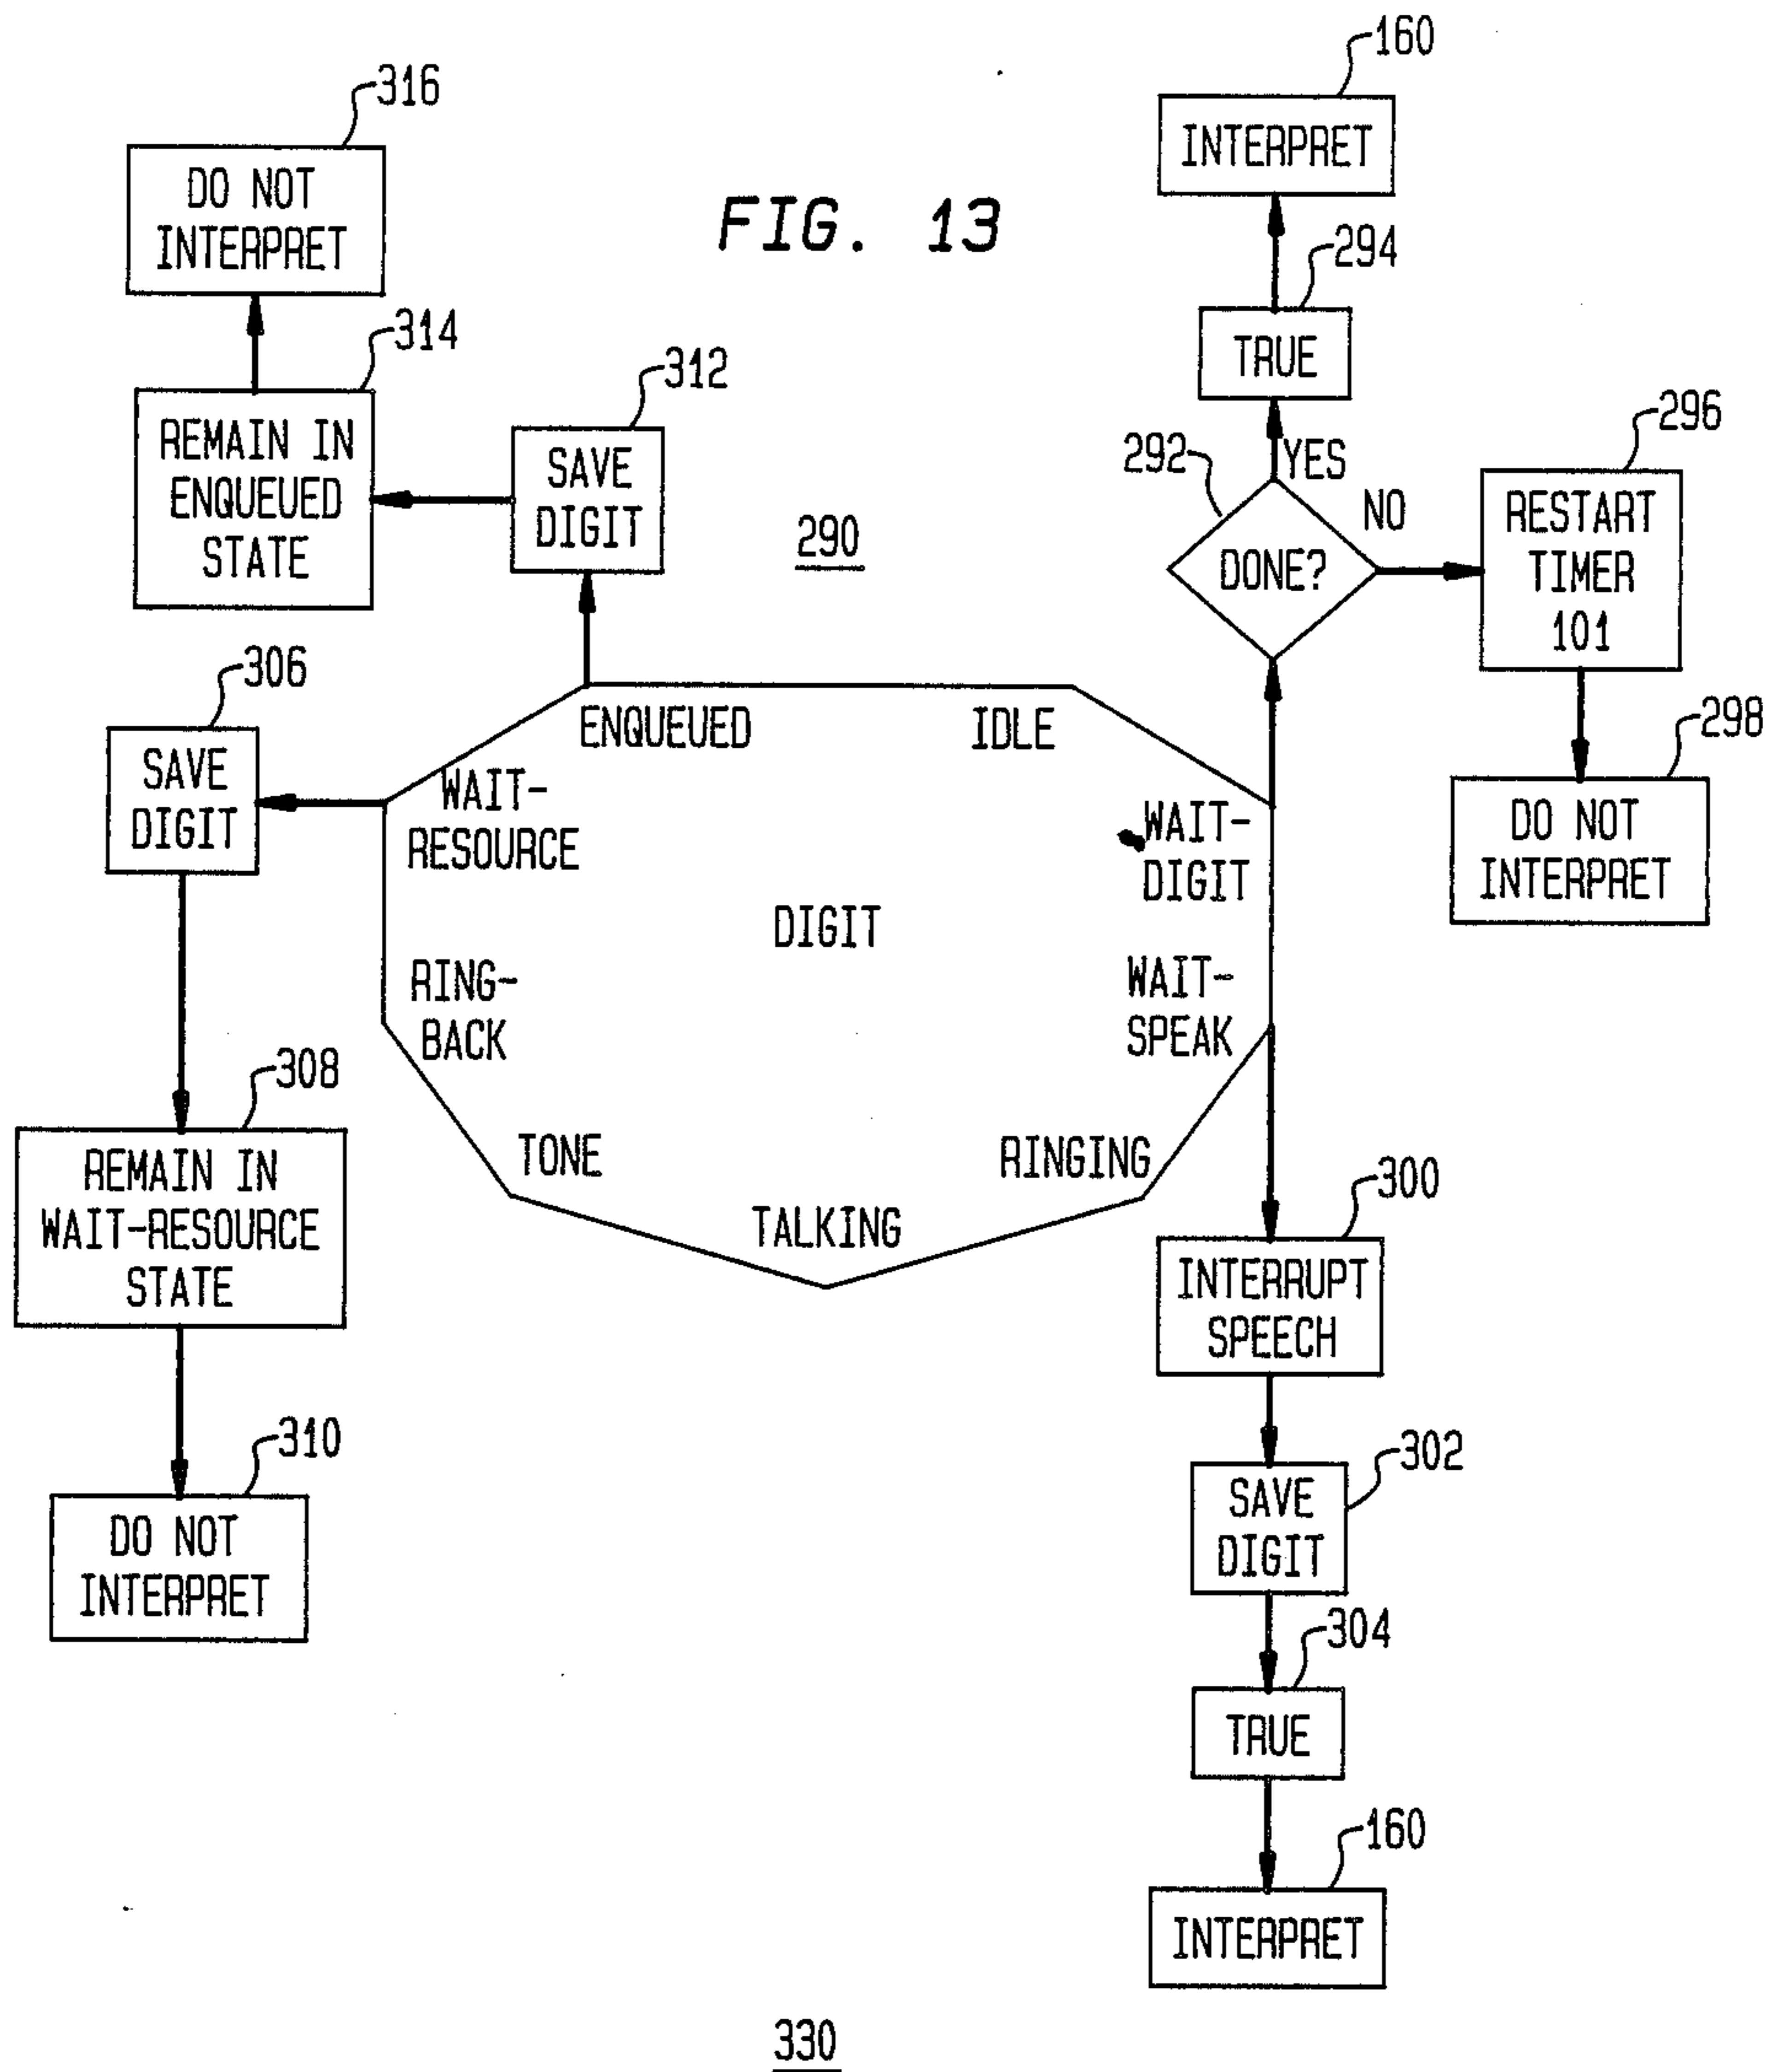 160
INTERPRET
316
DO NOT
INTERPRET
FIG. 13
294
TRUE
314
REMAIN IN
ENQUEUED
STATE
312
SAVE
DIGIT
290
292
YES
DONE?
NO
296
RESTART
TIMER
101
298
DO NOT
INTERPRET
306
SAVE
DIGIT
ENQUEUED
IDLE
WAIT-
RESOURCE
WAIT-
DIGIT
DIGIT
RING-
BACK
WAIT-
SPEAK
TONE
RINGING
TALKING
308
REMAIN IN
WAIT-RESOURCE
STATE
300
INTERRUPT
SPEECH
310
DO NOT
INTERPRET
302
SAVE
DIGIT
304
TRUE
160
INTERPRET
330